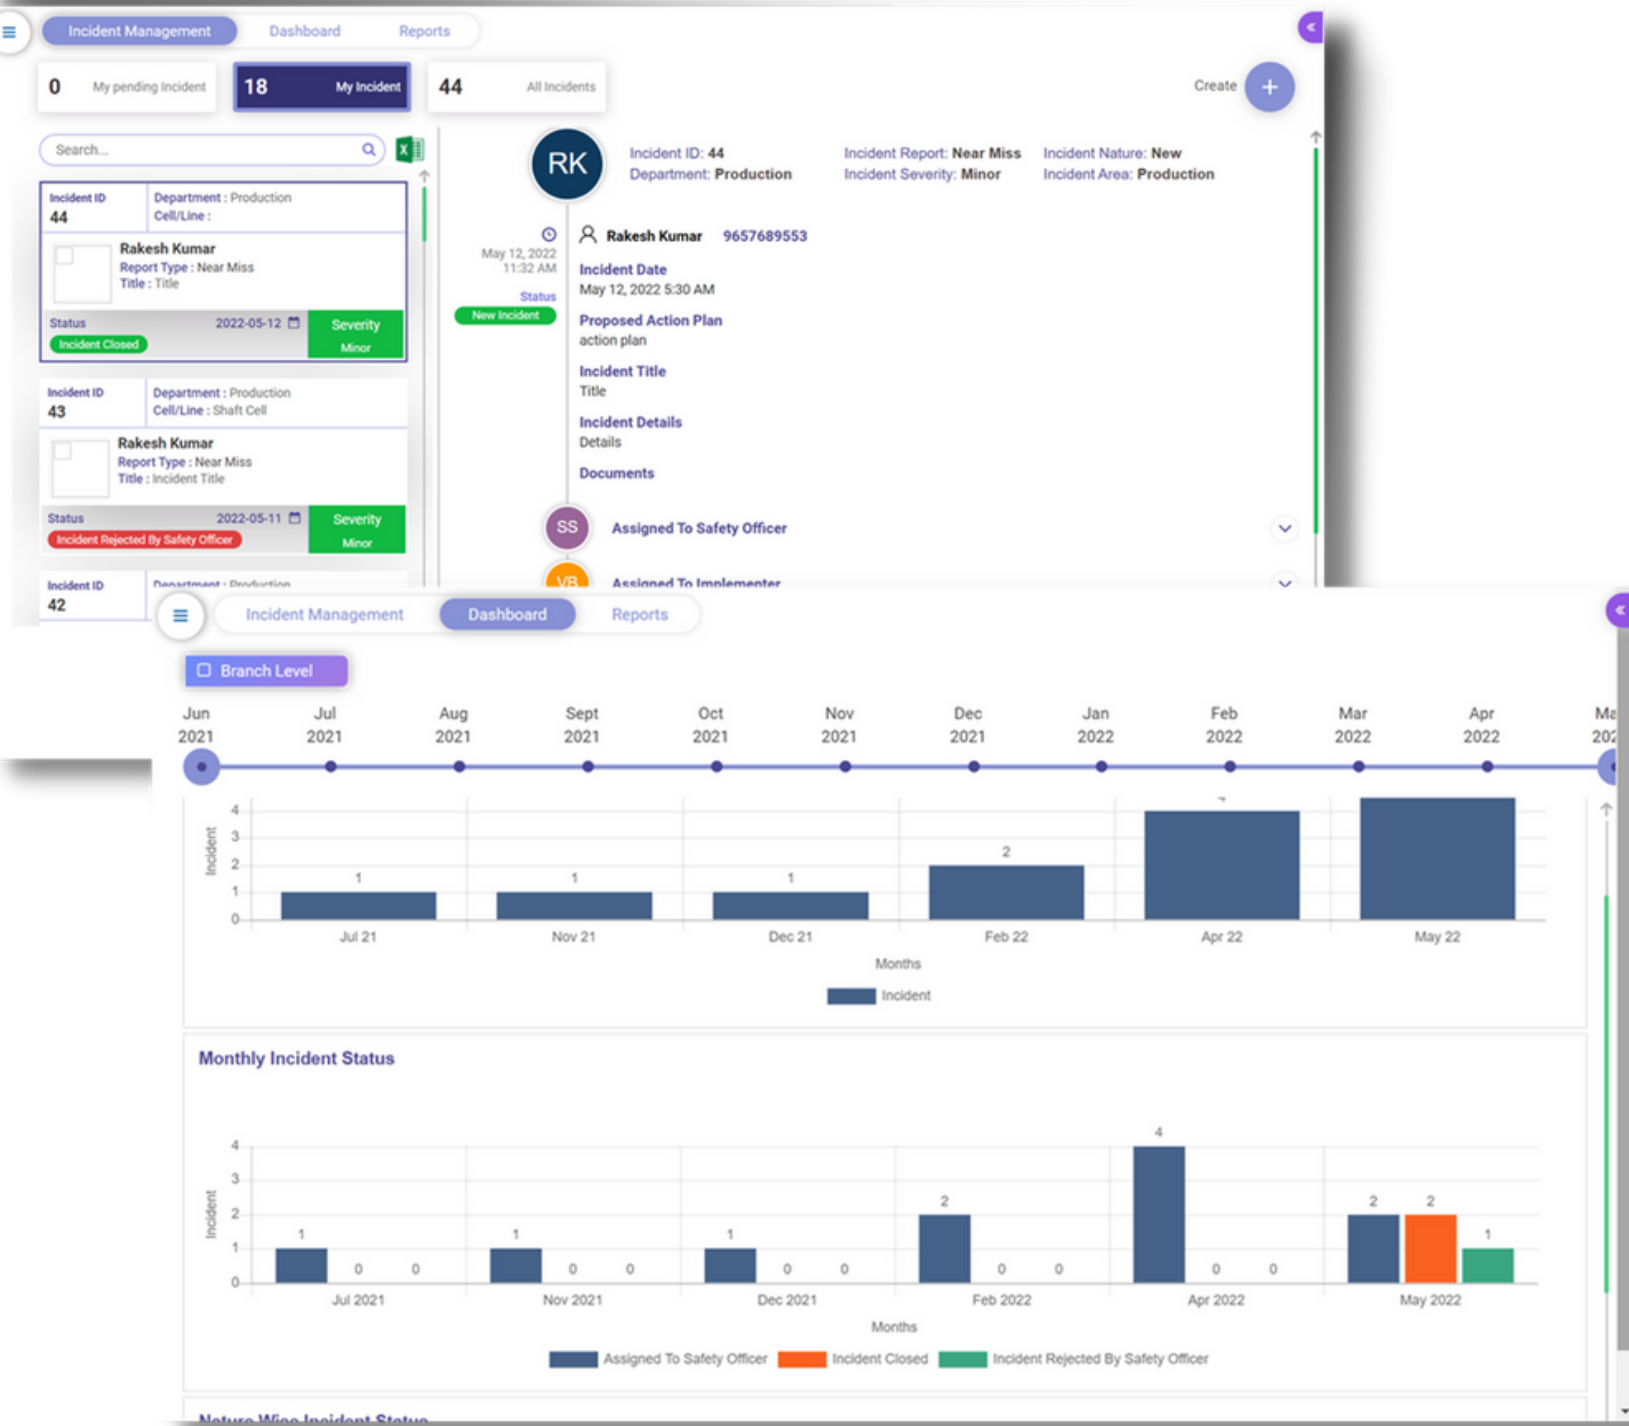 Incident Management Dashboard Reports
0 My pending Incident 18 My Incident 44 All Incidents Create +
Search...
Incident ID
44
Department : Production
Cell/Line :
Rakesh Kumar
Report Type : Near Miss
Title : Title
Status
2022-05-12
Incident Closed
Severity
Minor
Incident ID
43
Department : Production
Cell/Line : Shaft Cell
Rakesh Kumar
Report Type : Near Miss
Title : Incident Title
Status
2022-05-11
Incident Rejected By Safety Officer
Severity
Minor
Incident ID
42
Department : Production
RK
Incident ID: 44 Incident Report: Near Miss Incident Nature: New
Department: Production Incident Severity: Minor Incident Area: Production
May 12, 2022
11:32 AM
Status
New Incident
Rakesh Kumar 9657689553
Incident Date
May 12, 2022 5:30 AM
Proposed Action Plan
action plan
Incident Title
Title
Incident Details
Details
Documents
SS Assigned To Safety Officer
VB Assigned To Implementer
Incident Management Dashboard Reports
Branch Level
Jun Jul Aug Sept Oct Nov Dec Jan Feb Mar Apr Ma
2021 2021 2021 2021 2021 2021 2021 2022 2022 2022 2022 202
Incident
4
3
2
1
0
1 1 1 2
Jul 21 Nov 21 Dec 21 Feb 22 Apr 22 May 22
Months
Incident
Monthly Incident Status
Incident
4
3
2
1
0
1 0 0 1 0 0 1 0 0 2 0 0 4 0 0 2 2 1
Jul 2021 Nov 2021 Dec 2021 Feb 2022 Apr 2022 May 2022
Months
Assigned To Safety Officer Incident Closed Incident Rejected By Safety Officer
Nature Wise Incident Status